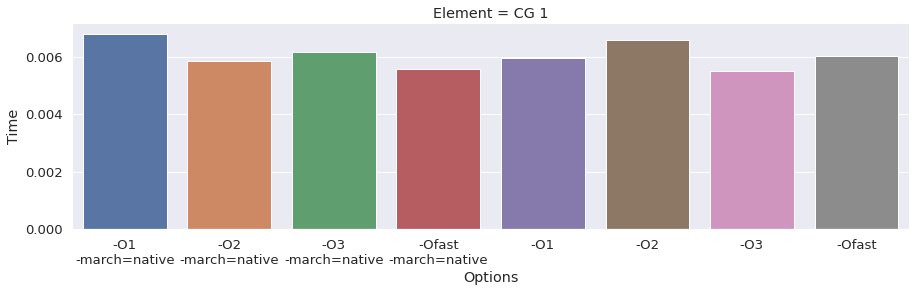 Element = CG 1
Time
0.006
0.004
0.002
0.000
-O1 -O2 -O3 -Ofast -O1 -O2 -O3 -Ofast
-march=native -march=native -march=native -march=native
Options